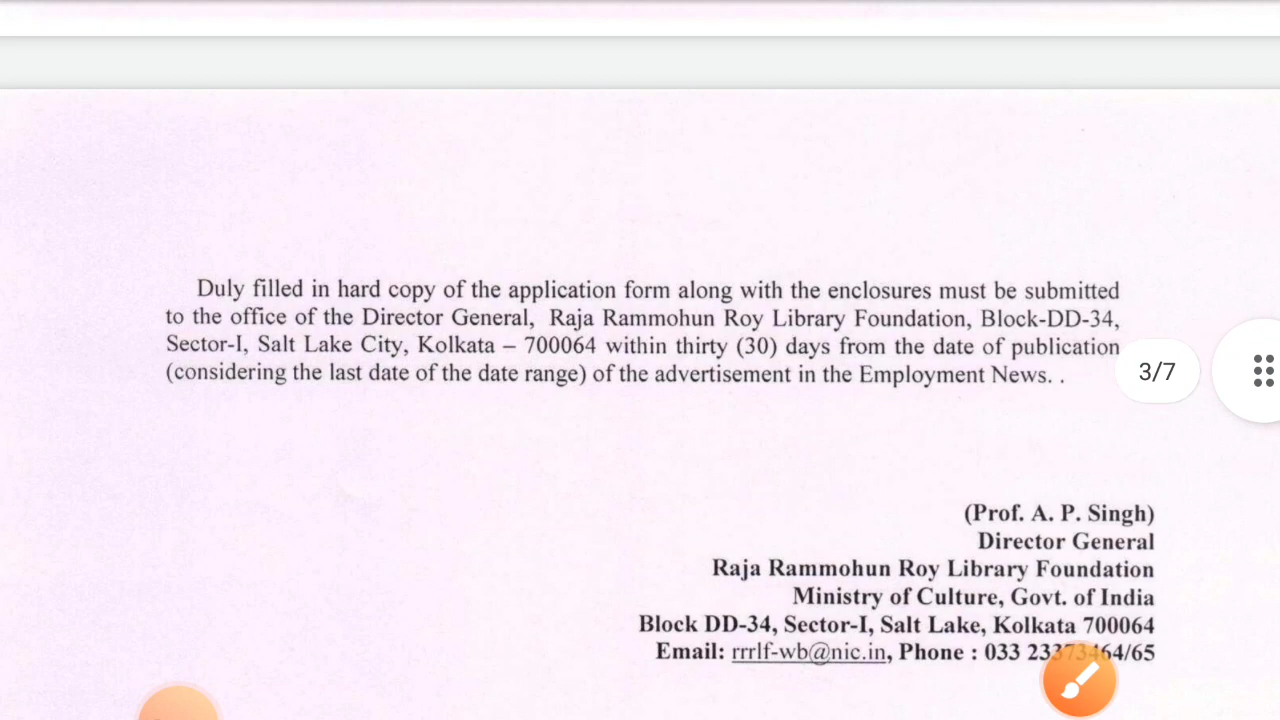 Duly filled in hard copy of the application form along with the enclosures must be submitted
to the office of the Director General, Raja Rammohun Roy Library Foundation, Block-DD-34,
Sector-I, Salt Lake City, Kolkata – 700064 within thirty (30) days from the date of publication
(considering the last date of the date range) of the advertisement in the Employment News. .
3/7
(Prof. A. P. Singh)
Director General
Raja Rammohun Roy Library Foundation
Ministry of Culture, Govt. of India
Block DD-34, Sector-I, Salt Lake, Kolkata 700064
Email: rrrlf-wb@nic.in, Phone : 033 23373464/65